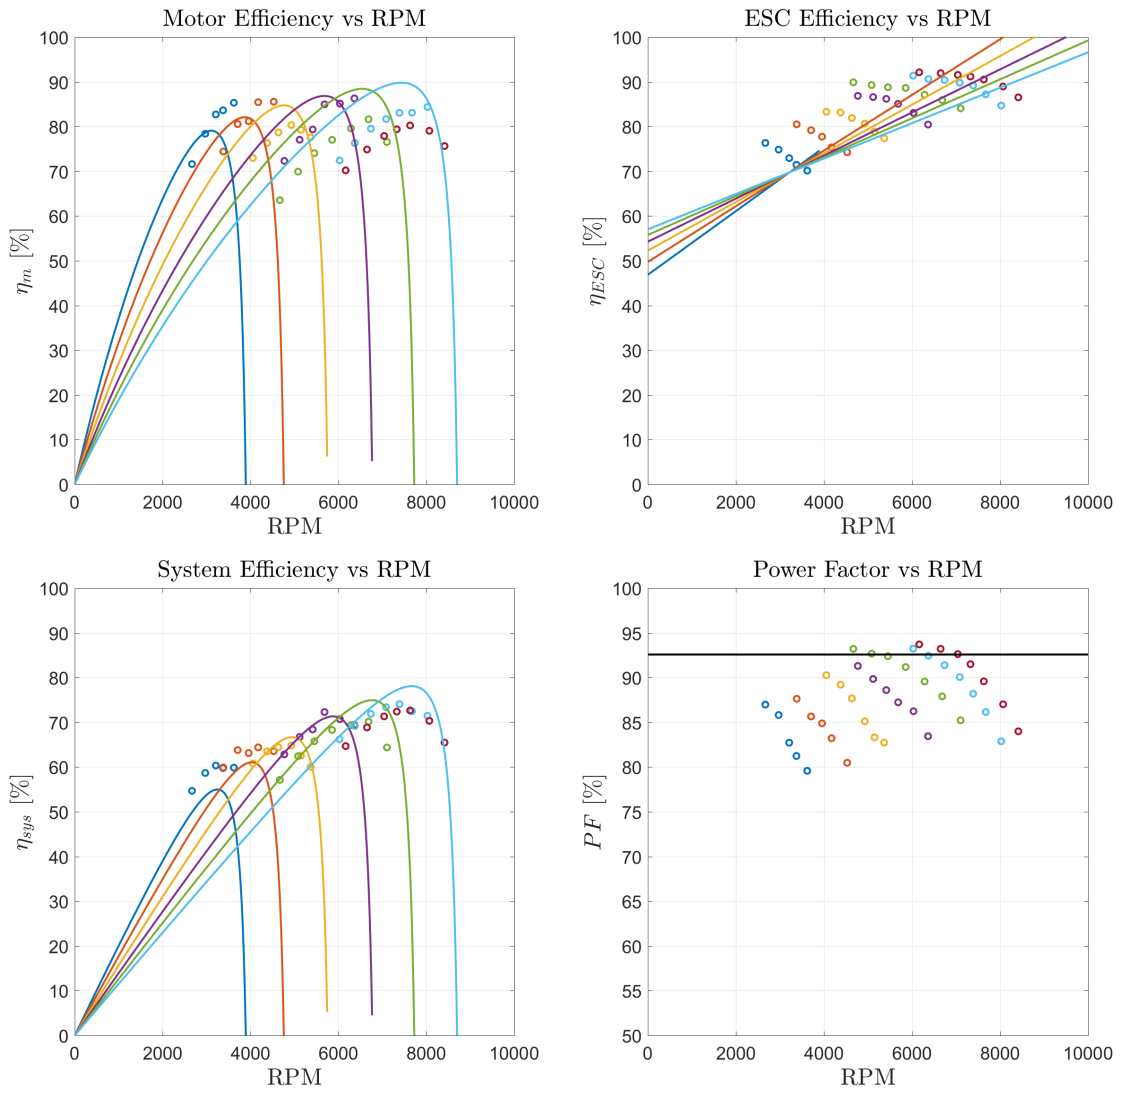 Motor Efficiency vs RPM
100
90
80
70
60
50
40
30
20
10
0
η_m [%]
0 2000 4000 6000 8000 10000
RPM
ESC Efficiency vs RPM
100
90
80
70
60
50
40
30
20
10
0
η_ESC [%]
0 2000 4000 6000 8000 10000
RPM
System Efficiency vs RPM
100
90
80
70
60
50
40
30
20
10
0
η_sys [%]
0 2000 4000 6000 8000 10000
RPM
Power Factor vs RPM
100
95
90
85
80
75
70
65
60
55
50
PF [%]
0 2000 4000 6000 8000 10000
RPM